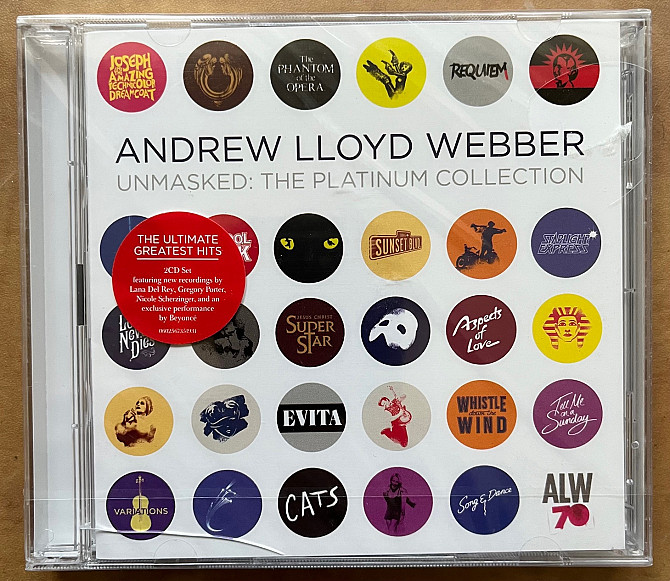 JOSEPH
AND THE
AMAZING
TECHNICOLOR
DREAMCOAT
The
PHANTOM
of the
OPERA
REQUIEM
ANDREW LLOYD WEBBER
UNMASKED: THE PLATINUM COLLECTION
THE ULTIMATE
GREATEST HITS
2CD Set
featuring new recordings by
Lana Del Rey, Gregory Porter,
Nicole Scherzinger, and an
exclusive performance
by Beyoncé
SUNSET BLVD
STARLIGHT
EXPRESS
Never
Dies
JESUS CHRIST
SUPER
STAR
Aspects
of
Love
EVITA
WHISTLE
down the
WIND
Tell Me
on a
Sunday
VARIATIONS
CATS
Song & Dance
ALW
70